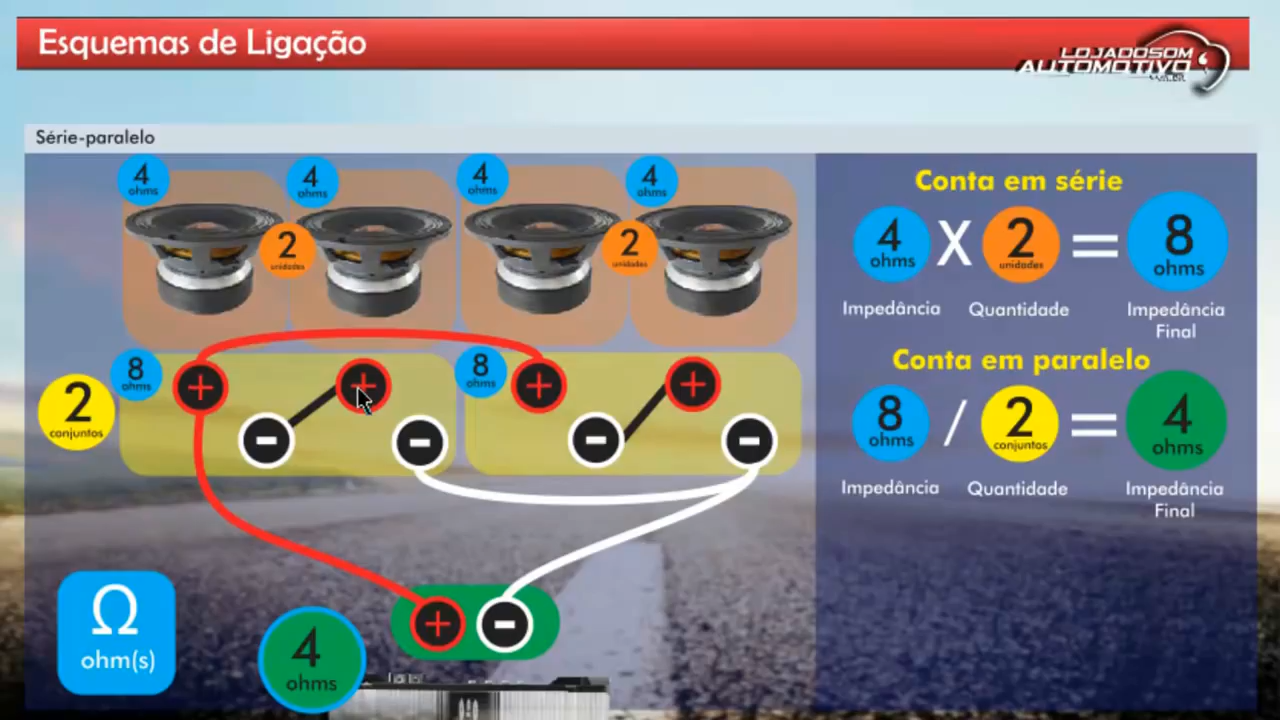 Esquemas de Ligação
LOJADOSOM
AUTOMOTIVO
Série-paralelo
4
ohms
4
ohms
4
ohms
4
ohms
2
unidades
2
unidades
8
ohms
8
ohms
2
conjuntos
+
+
+
+
-
-
-
-
+
-
Ω
ohm(s)
4
ohms
Conta em série
4 X 2 = 8
ohms unidades ohms
Impedância Quantidade Impedância
Final
Conta em paralelo
8 / 2 = 4
ohms conjuntos ohms
Impedância Quantidade Impedância
Final